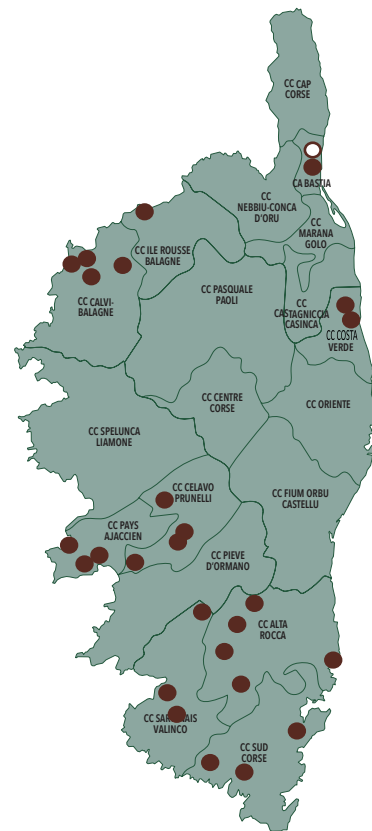 CC CAP
CORSE
CA BASTIA
CC
NEBBIU-CONCA
D'ORU
CC
MARANA
GOLO
CC ILE ROUSSE
BALAGNE
CC PASQUALE
PAOLI
CC CALVI-
BALAGNE
CC
CASTAGNICCIA
CASINCA
CC COSTA
VERDE
CC CENTRE
CORSE
CC ORIENTE
CC SPELUNCA
LIAMONE
CC CELAVO
PRUNELLI
CC FIUM ORBU
CASTELLU
CC PAYS
AJACCIEN
CC PIEVE
D'ORNANO
CC ALTA
ROCCA
VALINCO
CC SUD
CORSE